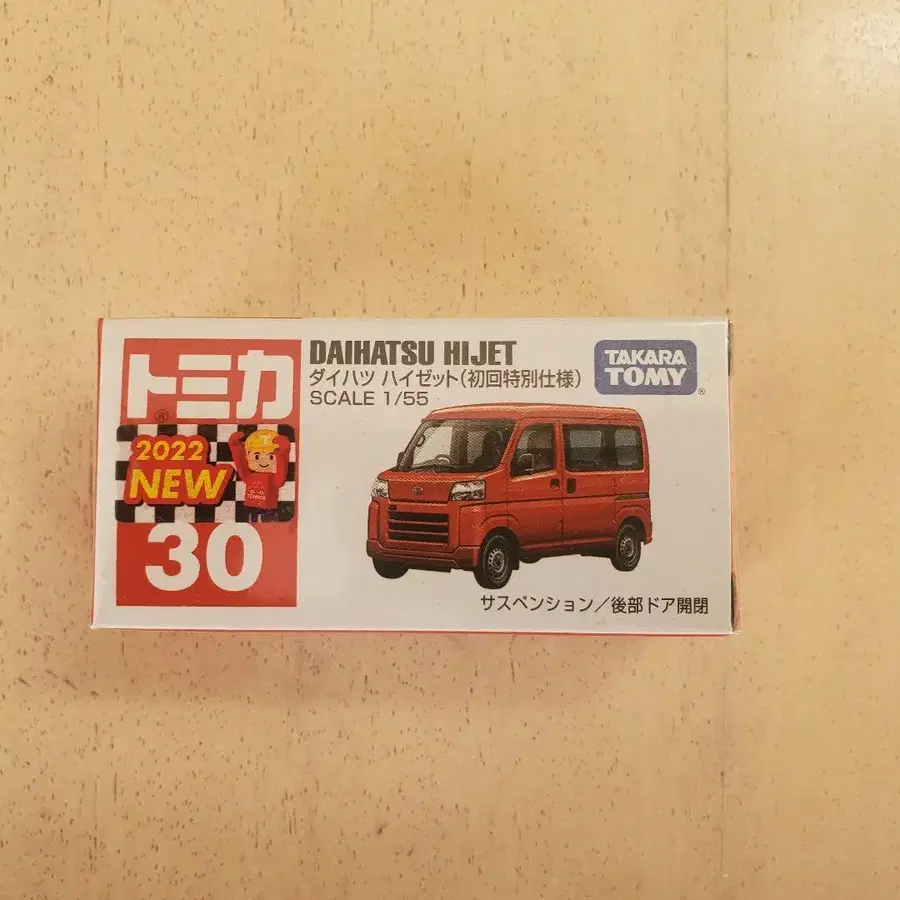 トミカ®
2022
NEW
T
TOMICA
30
DAIHATSU HIJET
ダイハツ ハイゼット(初回特別仕様)
SCALE 1/55
TAKARA
TOMY®
サスペンション/後部ドア開閉